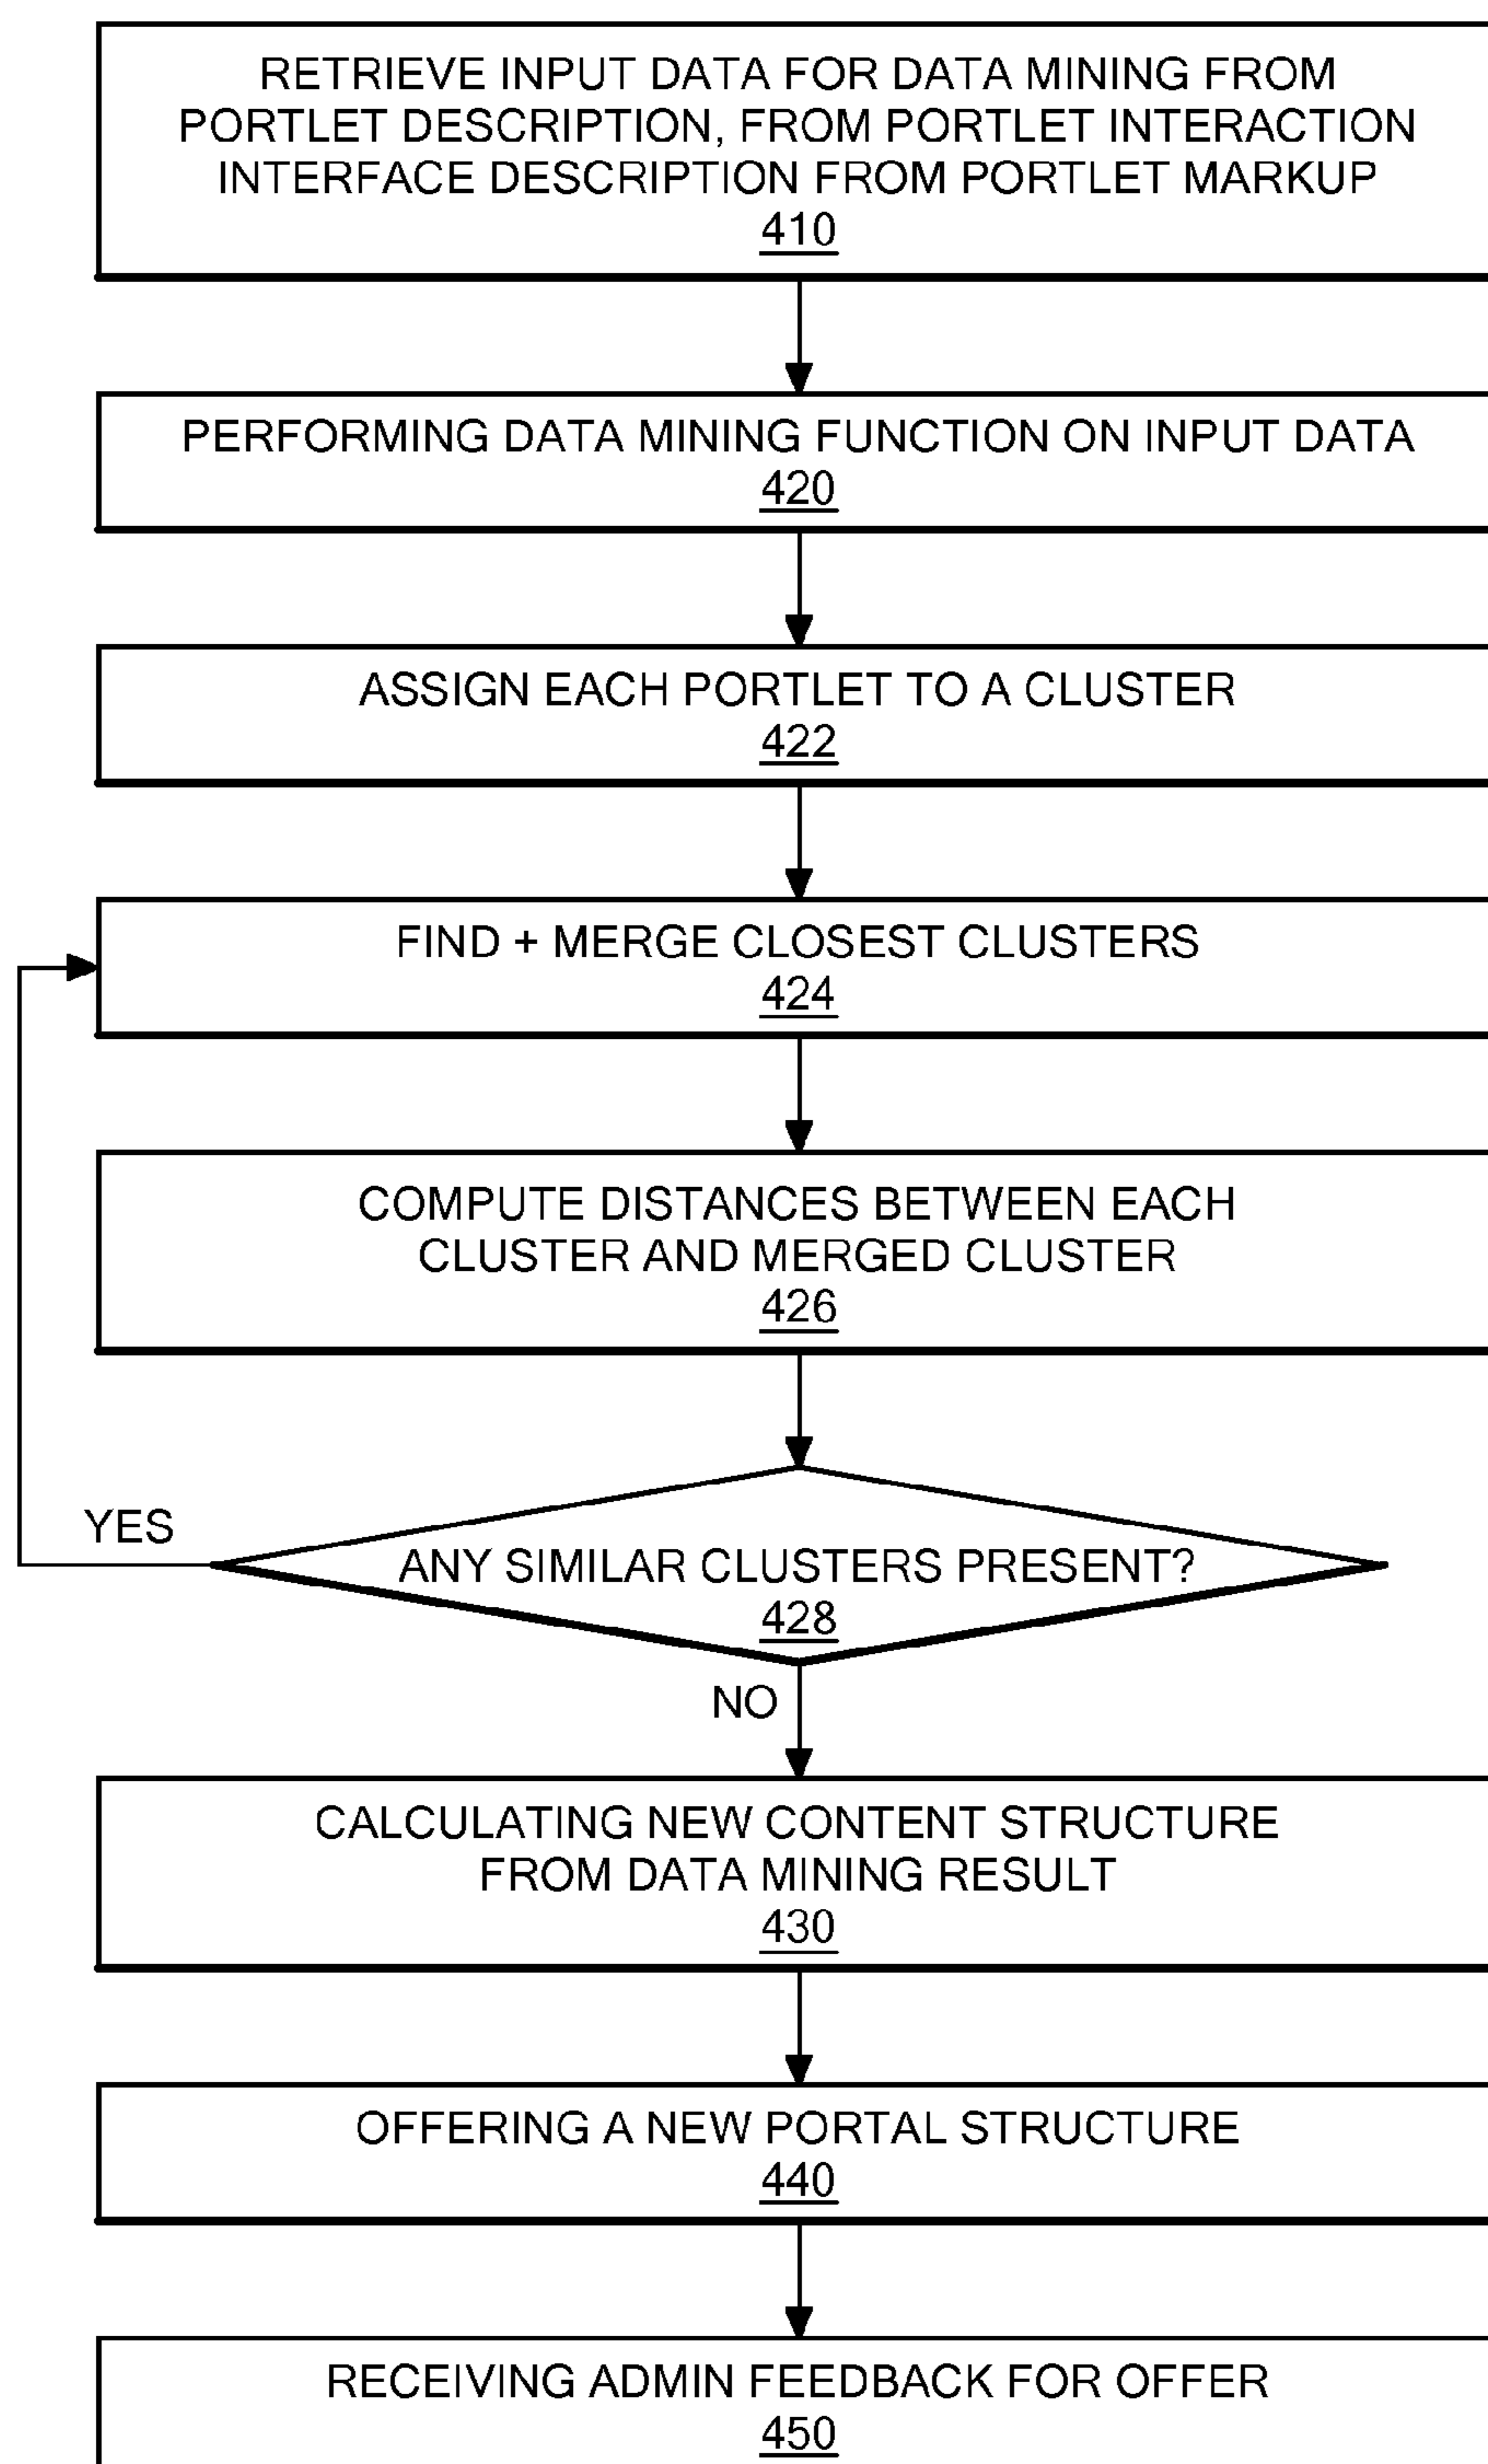 RETRIEVE INPUT DATA FOR DATA MINING FROM
PORTLET DESCRIPTION, FROM PORTLET INTERACTION
INTERFACE DESCRIPTION FROM PORTLET MARKUP
410
PERFORMING DATA MINING FUNCTION ON INPUT DATA
420
ASSIGN EACH PORTLET TO A CLUSTER
422
FIND + MERGE CLOSEST CLUSTERS
424
COMPUTE DISTANCES BETWEEN EACH
CLUSTER AND MERGED CLUSTER
426
YES
ANY SIMILAR CLUSTERS PRESENT?
428
NO
CALCULATING NEW CONTENT STRUCTURE
FROM DATA MINING RESULT
430
OFFERING A NEW PORTAL STRUCTURE
440
RECEIVING ADMIN FEEDBACK FOR OFFER
450